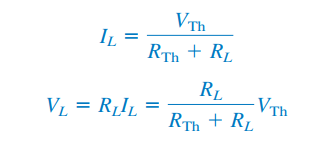 I_L = V_Th / (R_Th + R_L)
V_L = R_L I_L = R_L / (R_Th + R_L) V_Th